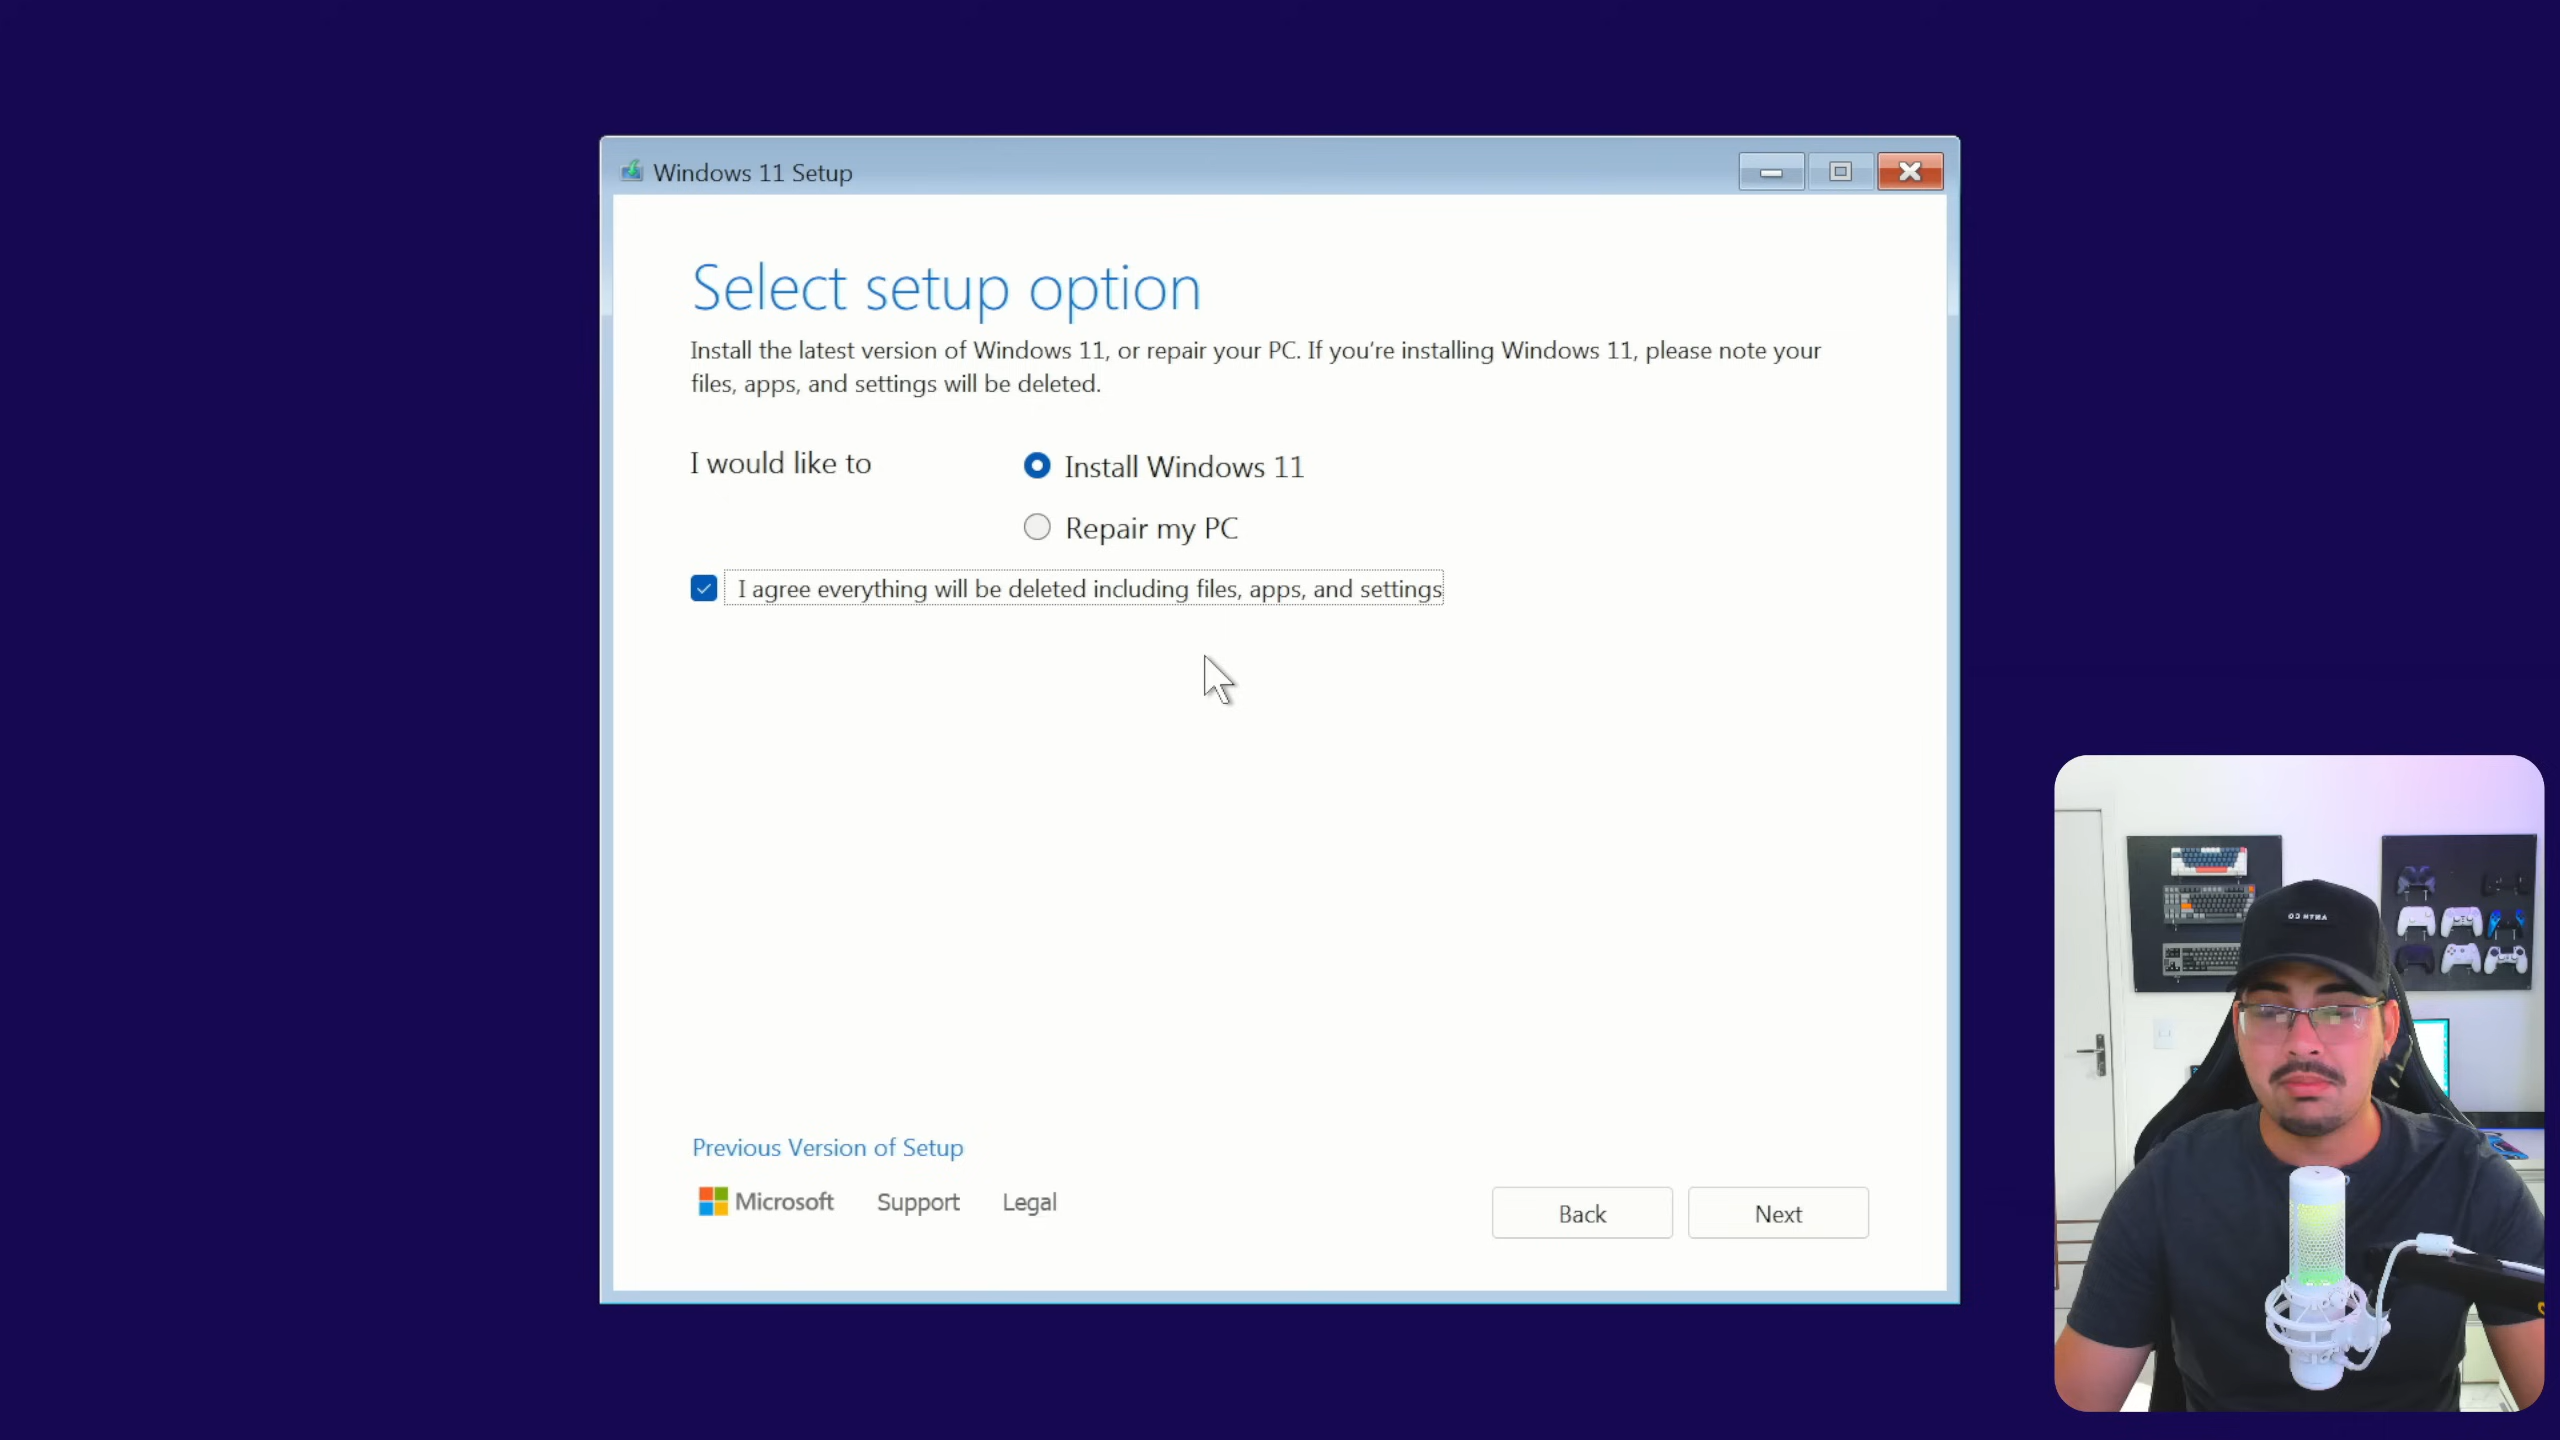 Windows 11 Setup
Select setup option
Install the latest version of Windows 11, or repair your PC. If you're installing Windows 11, please note your
files, apps, and settings will be deleted.
I would like to
Install Windows 11
Repair my PC
I agree everything will be deleted including files, apps, and settings
Previous Version of Setup
Microsoft
Support
Legal
Back
Next